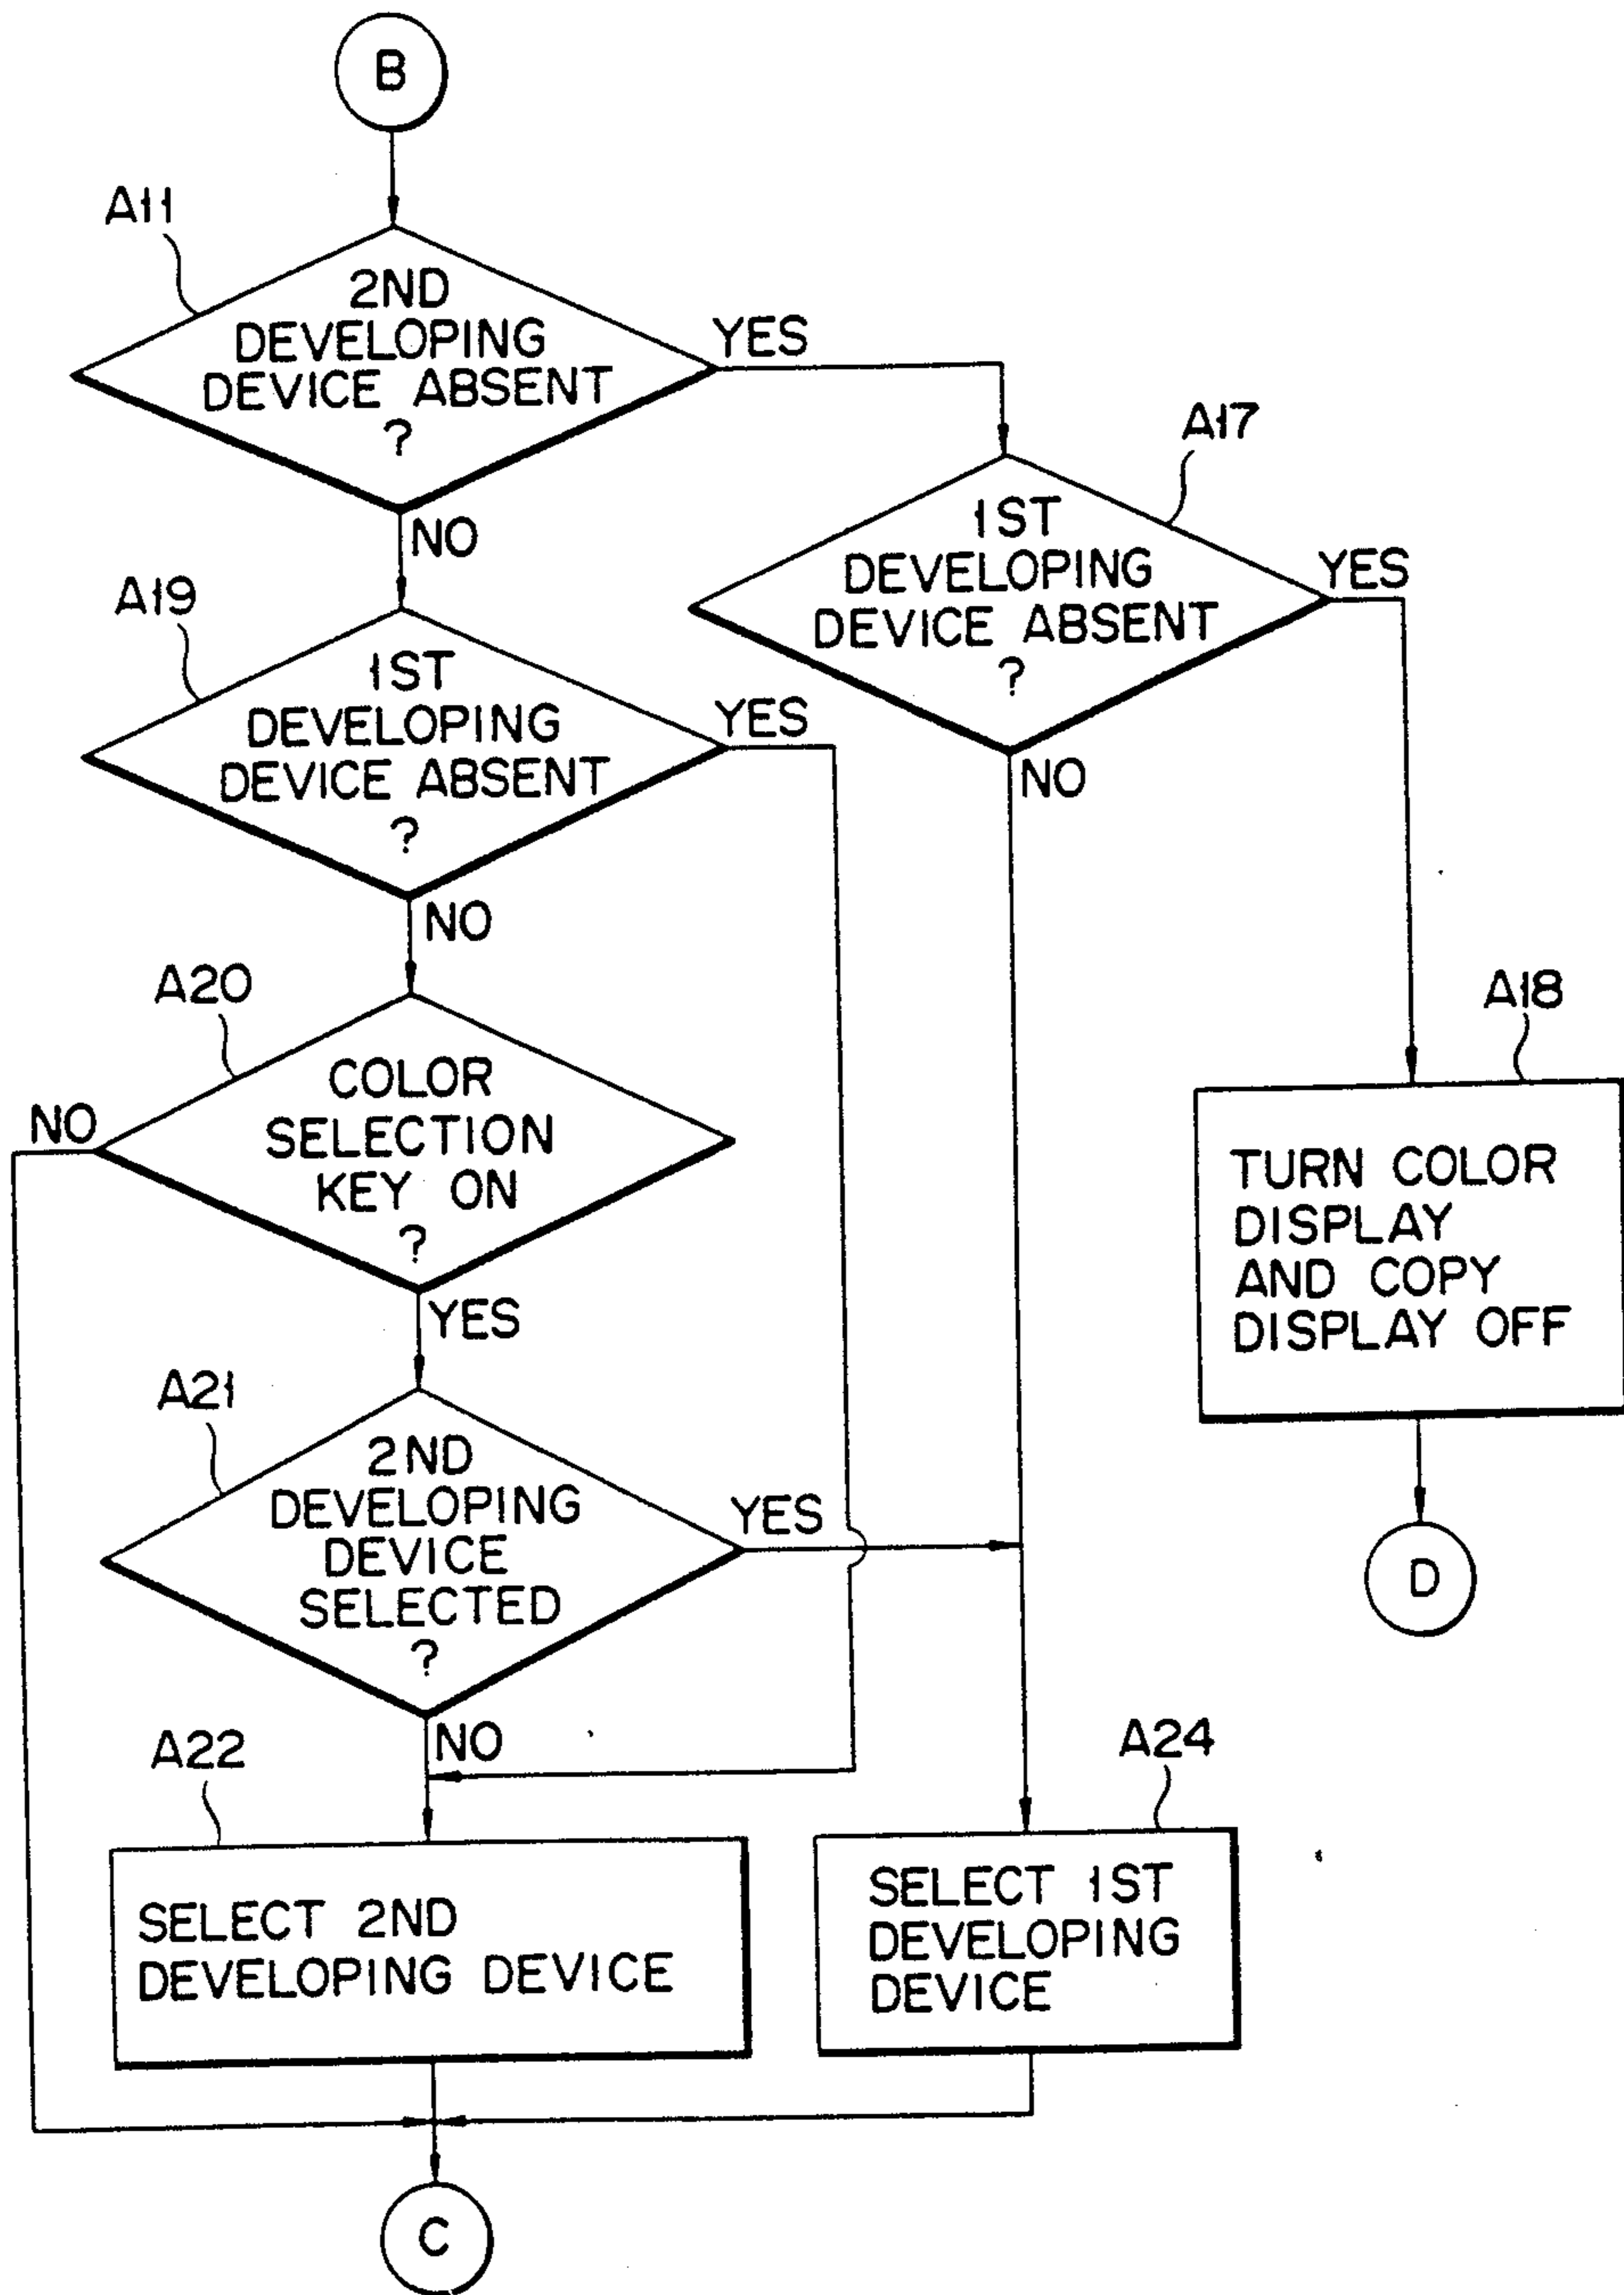 B
A11
2ND
DEVELOPING
DEVICE ABSENT
?
YES
NO
A17
1ST
DEVELOPING
DEVICE ABSENT
?
YES
NO
A19
1ST
DEVELOPING
DEVICE ABSENT
?
YES
NO
A20
COLOR
SELECTION
KEY ON
?
NO
YES
A18
TURN COLOR
DISPLAY
AND COPY
DISPLAY OFF
A21
2ND
DEVELOPING
DEVICE
SELECTED
?
YES
NO
D
A22
SELECT 2ND
DEVELOPING DEVICE
A24
SELECT 1ST
DEVELOPING
DEVICE
C